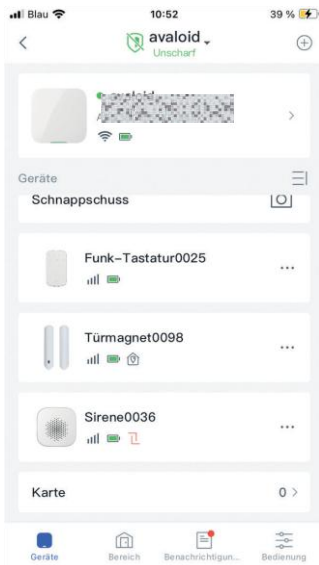 Blau
10:52
39 %
avaloid
Unscharf
Geräte
Schnappschuss
Funk-Tastatur0025
Türmagnet0098
Sirene0036
Karte
0
Geräte
Bereich
Benachrichtigun...
Bedienung